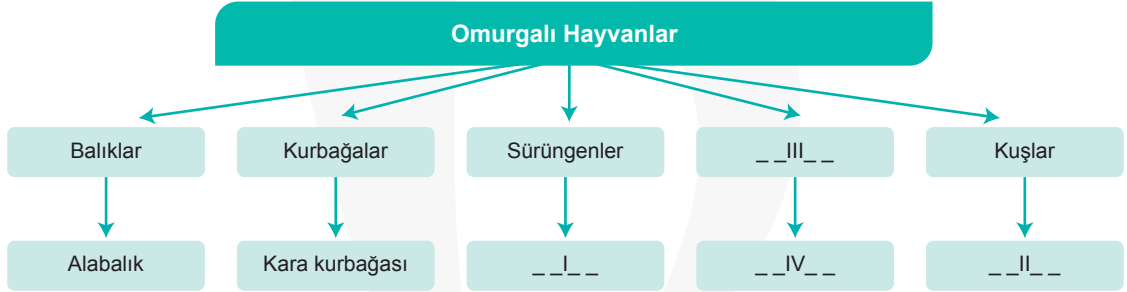 Omurgalı Hayvanlar
Balıklar
Kurbağalar
Sürüngenler
_ _III_ _
Kuşlar
Alabalık
Kara kurbağası
_ _I_ _
_ _IV_ _
_ _II_ _